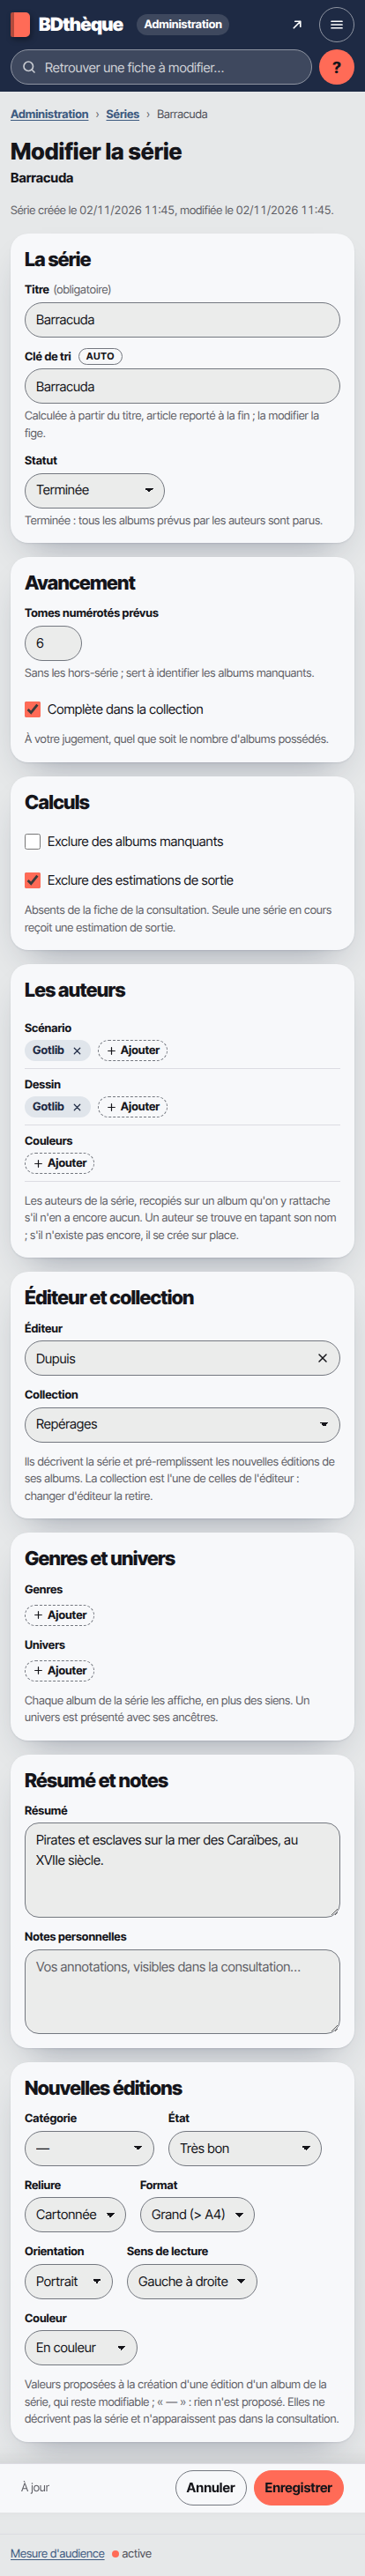 BDthèque Administration
Retrouver une fiche à modifier… ?
Administration › Séries › Barracuda
Modifier la série
Barracuda
Série créée le 02/11/2026 11:45, modifiée le 02/11/2026 11:45.
La série
Titre (obligatoire)
Barracuda
Clé de tri AUTO
Barracuda
Calculée à partir du titre, article reporté à la fin ; la modifier la
fige.
Statut
Terminée
Terminée : tous les albums prévus par les auteurs sont parus.
Avancement
Tomes numérotés prévus
6
Sans les hors-série ; sert à identifier les albums manquants.
Complète dans la collection
À votre jugement, quel que soit le nombre d'albums possédés.
Calculs
Exclure des albums manquants
Exclure des estimations de sortie
Absents de la fiche de la consultation. Seule une série en cours
reçoit une estimation de sortie.
Les auteurs
Scénario
Gotlib × + Ajouter
Dessin
Gotlib × + Ajouter
Couleurs
+ Ajouter
Les auteurs de la série, recopiés sur un album qu'on y rattache
s'il n'en a encore aucun. Un auteur se trouve en tapant son nom
; s'il n'existe pas encore, il se crée sur place.
Éditeur et collection
Éditeur
Dupuis ×
Collection
Repérages
Ils décrivent la série et pré-remplissent les nouvelles éditions de
ses albums. La collection est l'une de celles de l'éditeur :
changer d'éditeur la retire.
Genres et univers
Genres
+ Ajouter
Univers
+ Ajouter
Chaque album de la série les affiche, en plus des siens. Un
univers est présenté avec ses ancêtres.
Résumé et notes
Résumé
Pirates et esclaves sur la mer des Caraïbes, au
XVIIe siècle.
Notes personnelles
Vos annotations, visibles dans la consultation…
Nouvelles éditions
Catégorie État
— Très bon
Reliure Format
Cartonnée Grand (> A4)
Orientation Sens de lecture
Portrait Gauche à droite
Couleur
En couleur
Valeurs proposées à la création d'une édition d'un album de la
série, qui reste modifiable ; « — » : rien n'est proposé. Elles ne
décrivent pas la série et n'apparaissent pas dans la consultation.
À jour Annuler Enregistrer
Mesure d'audience active